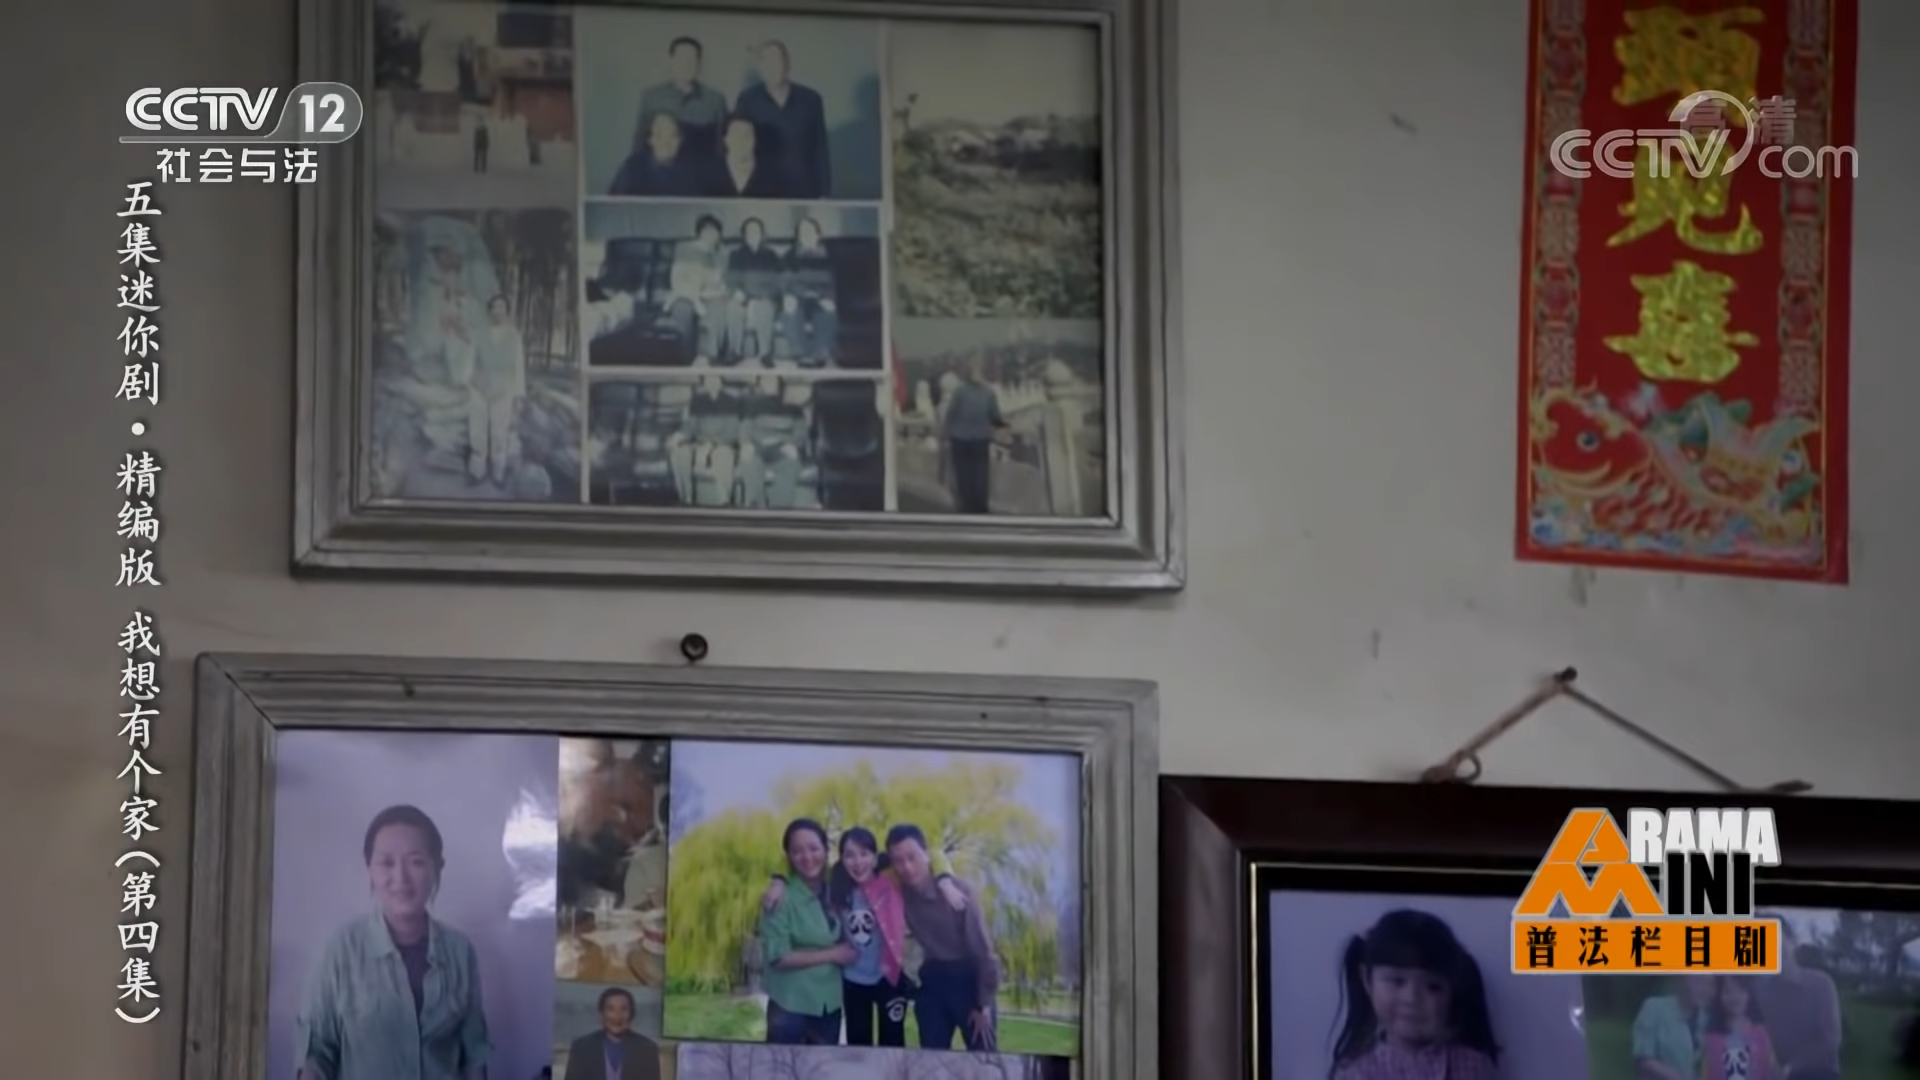 CCTV 12
社会与法
五集迷你剧·精编版 我想有个家(第四集)
见喜
高清
CCTV.com
DRAMA
MINI
普法栏目剧